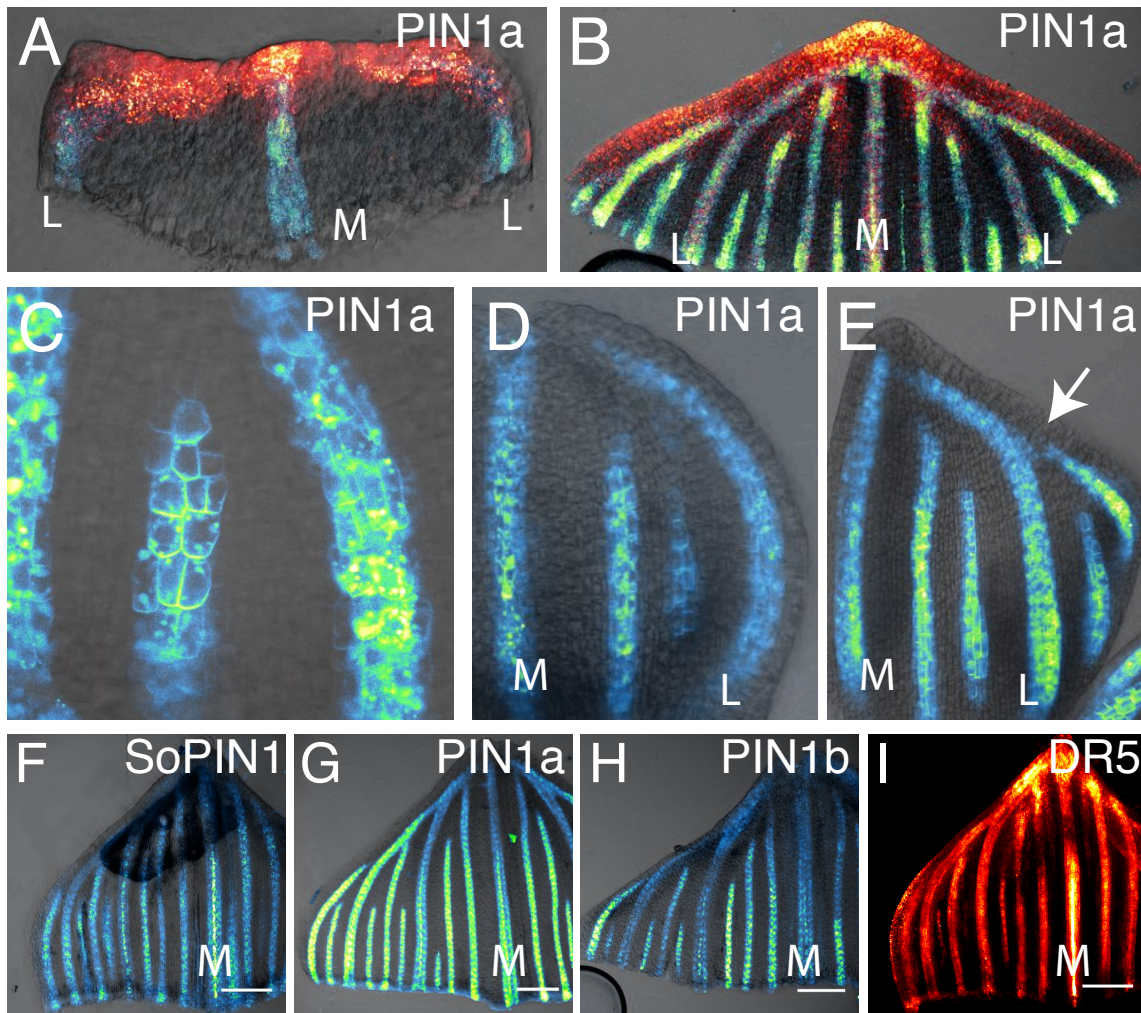 A PIN1a
L M L
B PIN1a
L M L
C PIN1a
D PIN1a
M L
E PIN1a
M L
F SoPIN1
M
G PIN1a
M
H PIN1b
M
I DR5
M